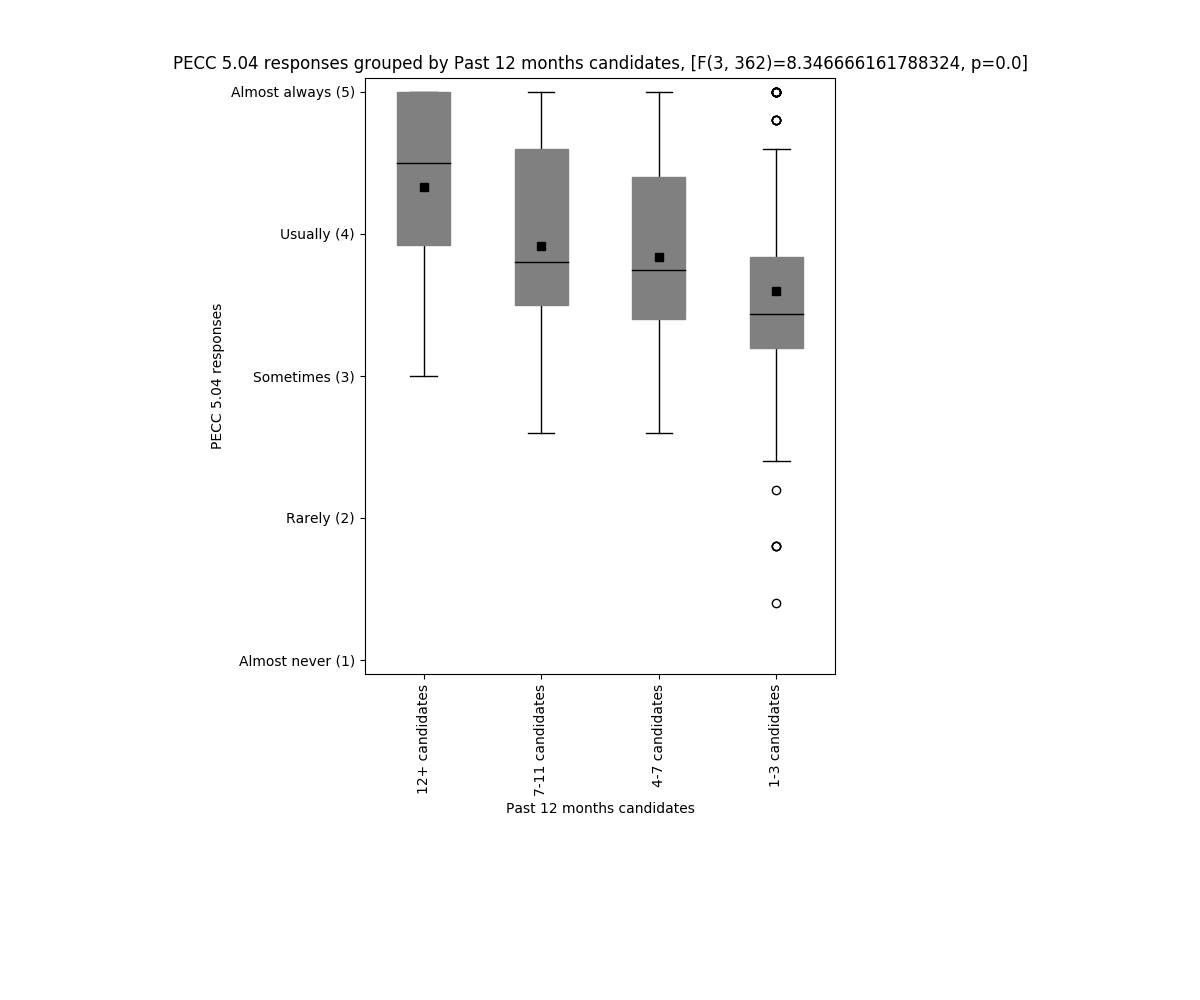 PECC 5.04 responses grouped by Past 12 months candidates, [F(3, 362)=8.346666161788324, p=0.0]
Almost always (5)
Usually (4)
Sometimes (3)
Rarely (2)
Almost never (1)
PECC 5.04 responses
12+ candidates
7-11 candidates
4-7 candidates
1-3 candidates
Past 12 months candidates